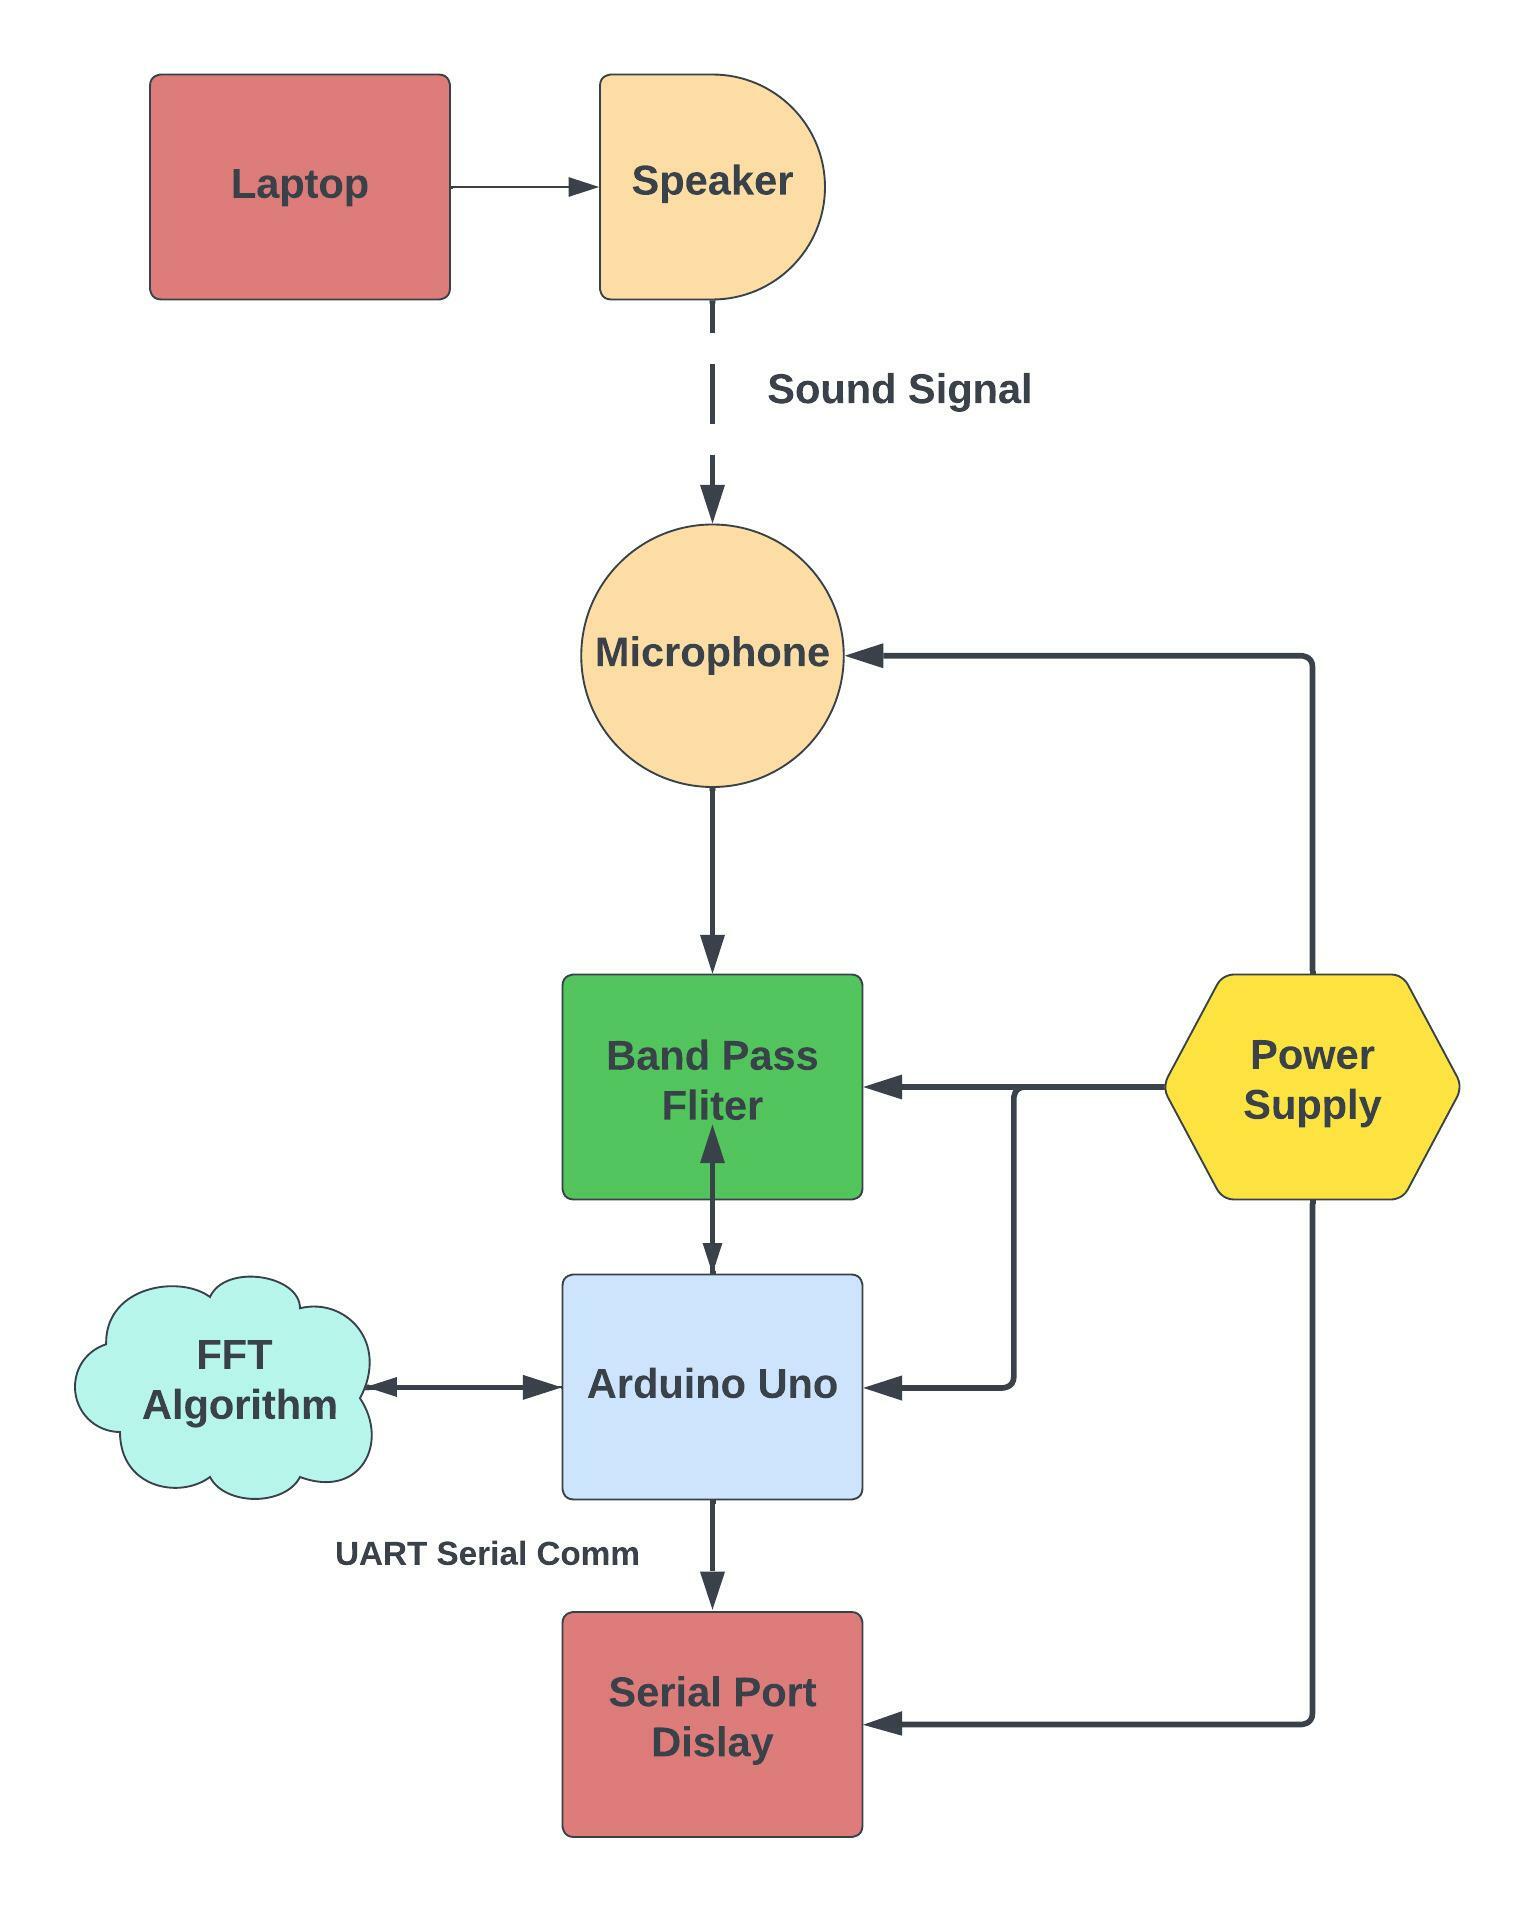 Laptop
Speaker
Sound Signal
Microphone
Band Pass
Fliter
Power
Supply
FFT
Algorithm
Arduino Uno
UART Serial Comm
Serial Port
Dislay